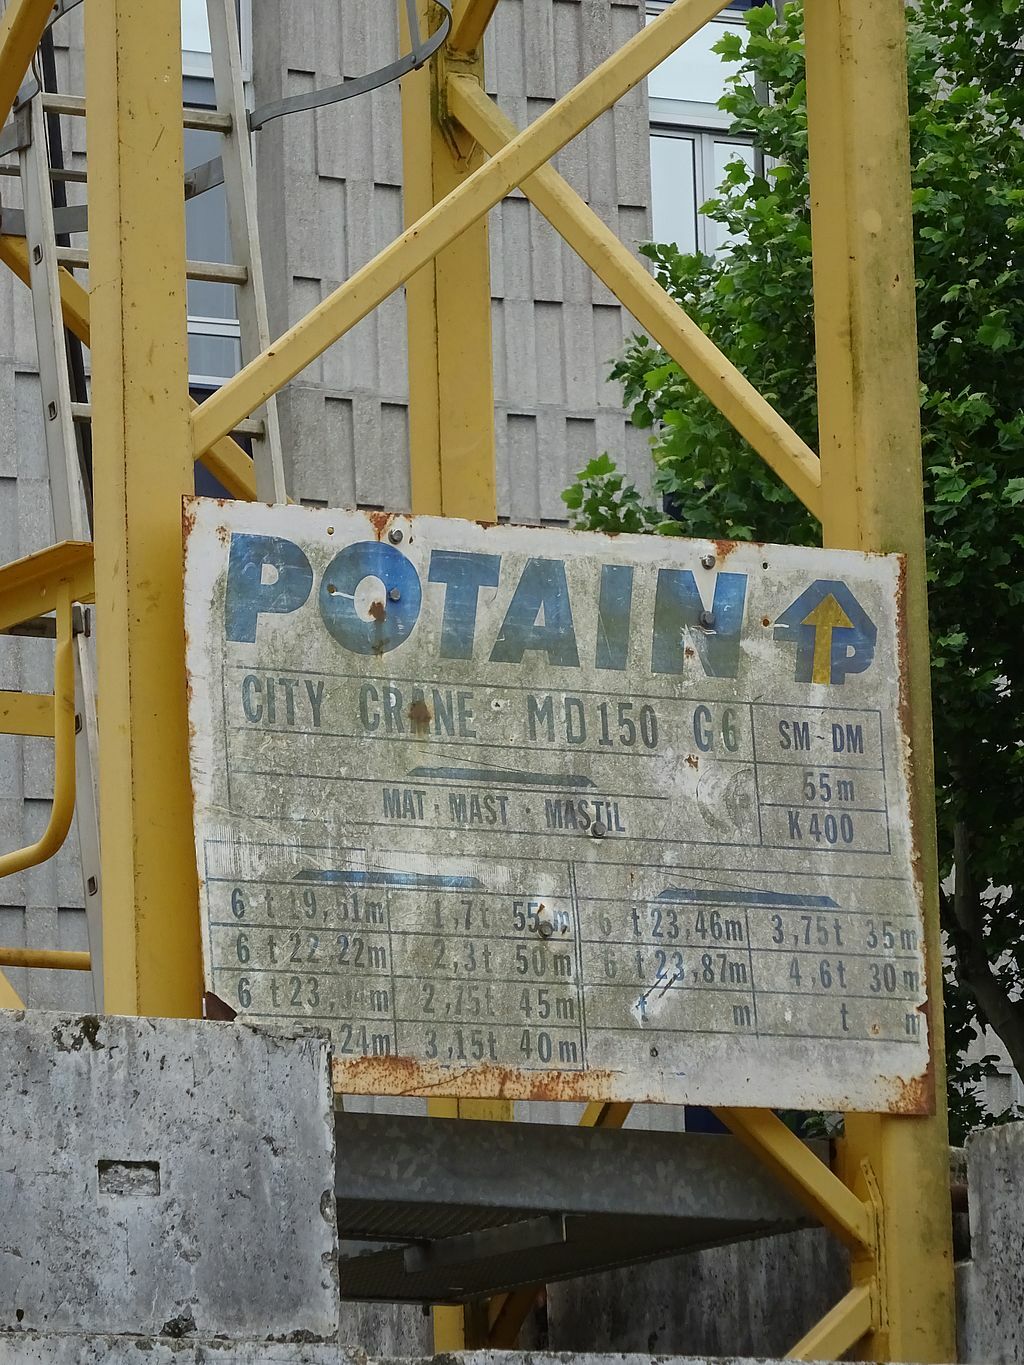 POTAIN P
CITY CRANE · MD150 G6
SM - DM
55m
K400
MAT · MAST · MASTIL
6 t 19,51m 1,7t 55m 6 t 23,46m 3,75t 35m
6 t 22,22m 2,3t 50m 6 t 23,87m 4,6t 30m
6 t 23, m 2,75t 45m t m t m
24m 3,15t 40m